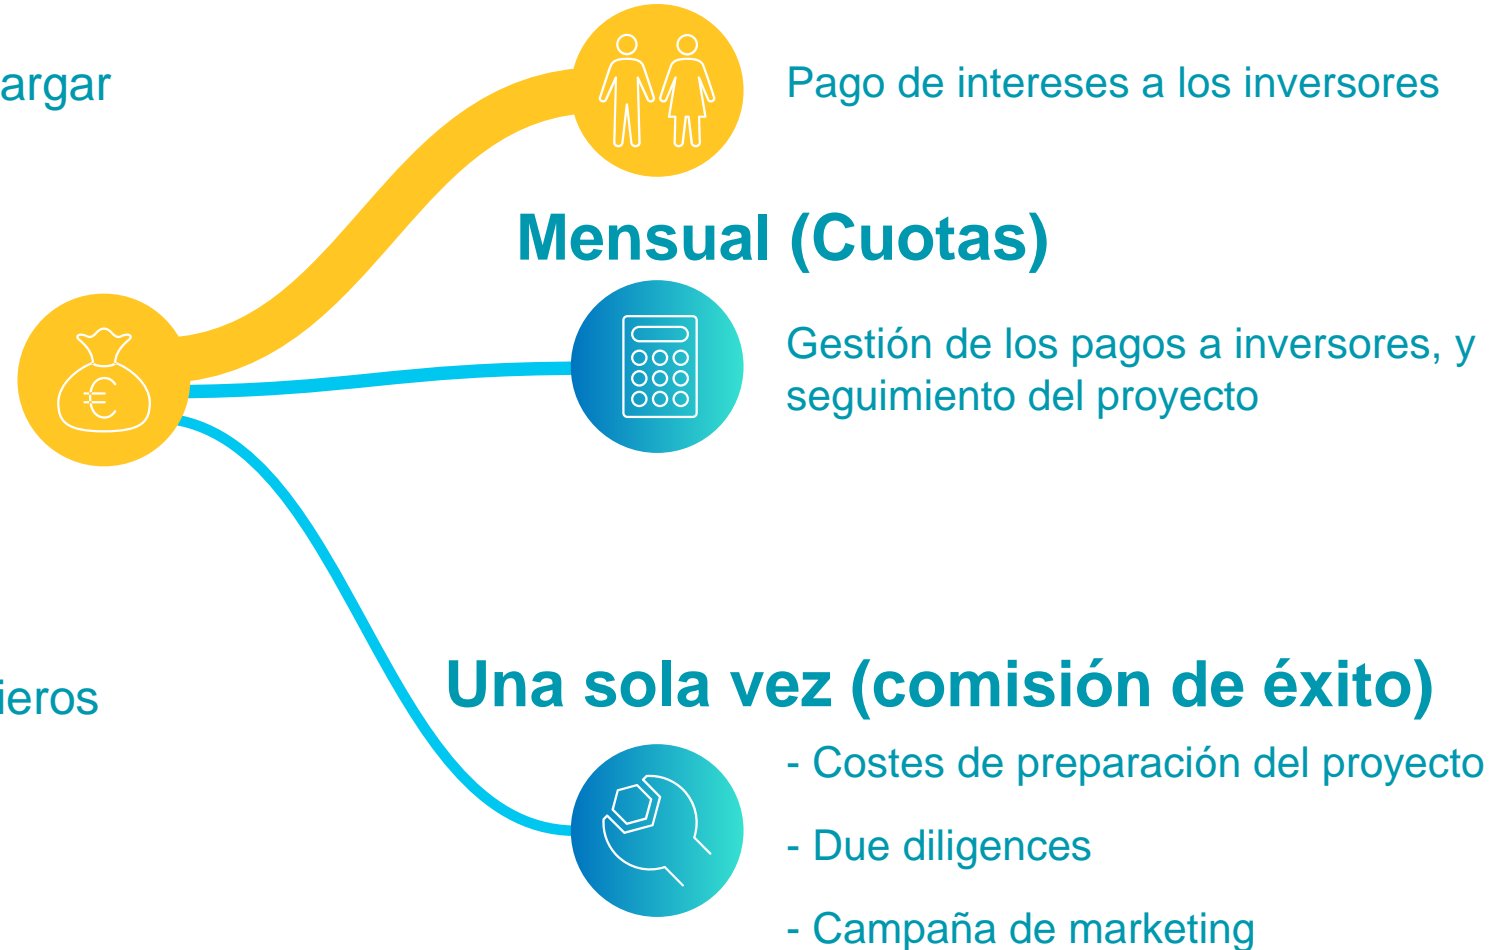 argar
Pago de intereses a los inversores
Mensual (Cuotas)
Gestión de los pagos a inversores, y
seguimiento del proyecto
ieros
Una sola vez (comisión de éxito)
- Costes de preparación del proyecto
- Due diligences
- Campaña de marketing